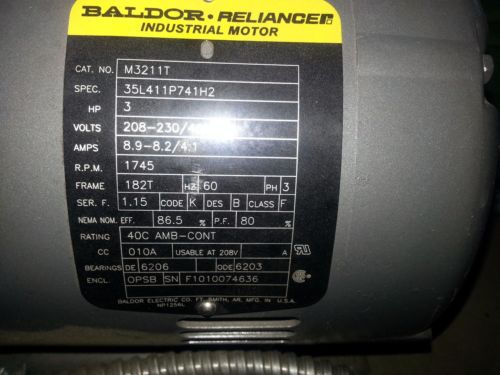 BALDOR · RELIANCE
INDUSTRIAL MOTOR
CAT. NO. M3211T
SPEC. 35L411P741H2
HP 3
VOLTS 208-230/
AMPS 8.9-8.2/4.1
R.P.M. 1745
FRAME 182T HZ 60 PH 3
SER. F. 1.15 CODE K DES B CLASS F
NEMA NOM. EFF. 86.5 % P.F. 80 %
RATING 40C AMB-CONT
CC 010A USABLE AT 208V A
BEARINGS DE 6206 ODE 6203
ENCL. OPSB SN F1010074636
BALDOR ELECTRIC CO. FT. SMITH, AR. MFG. IN U.S.A.
NP1256L